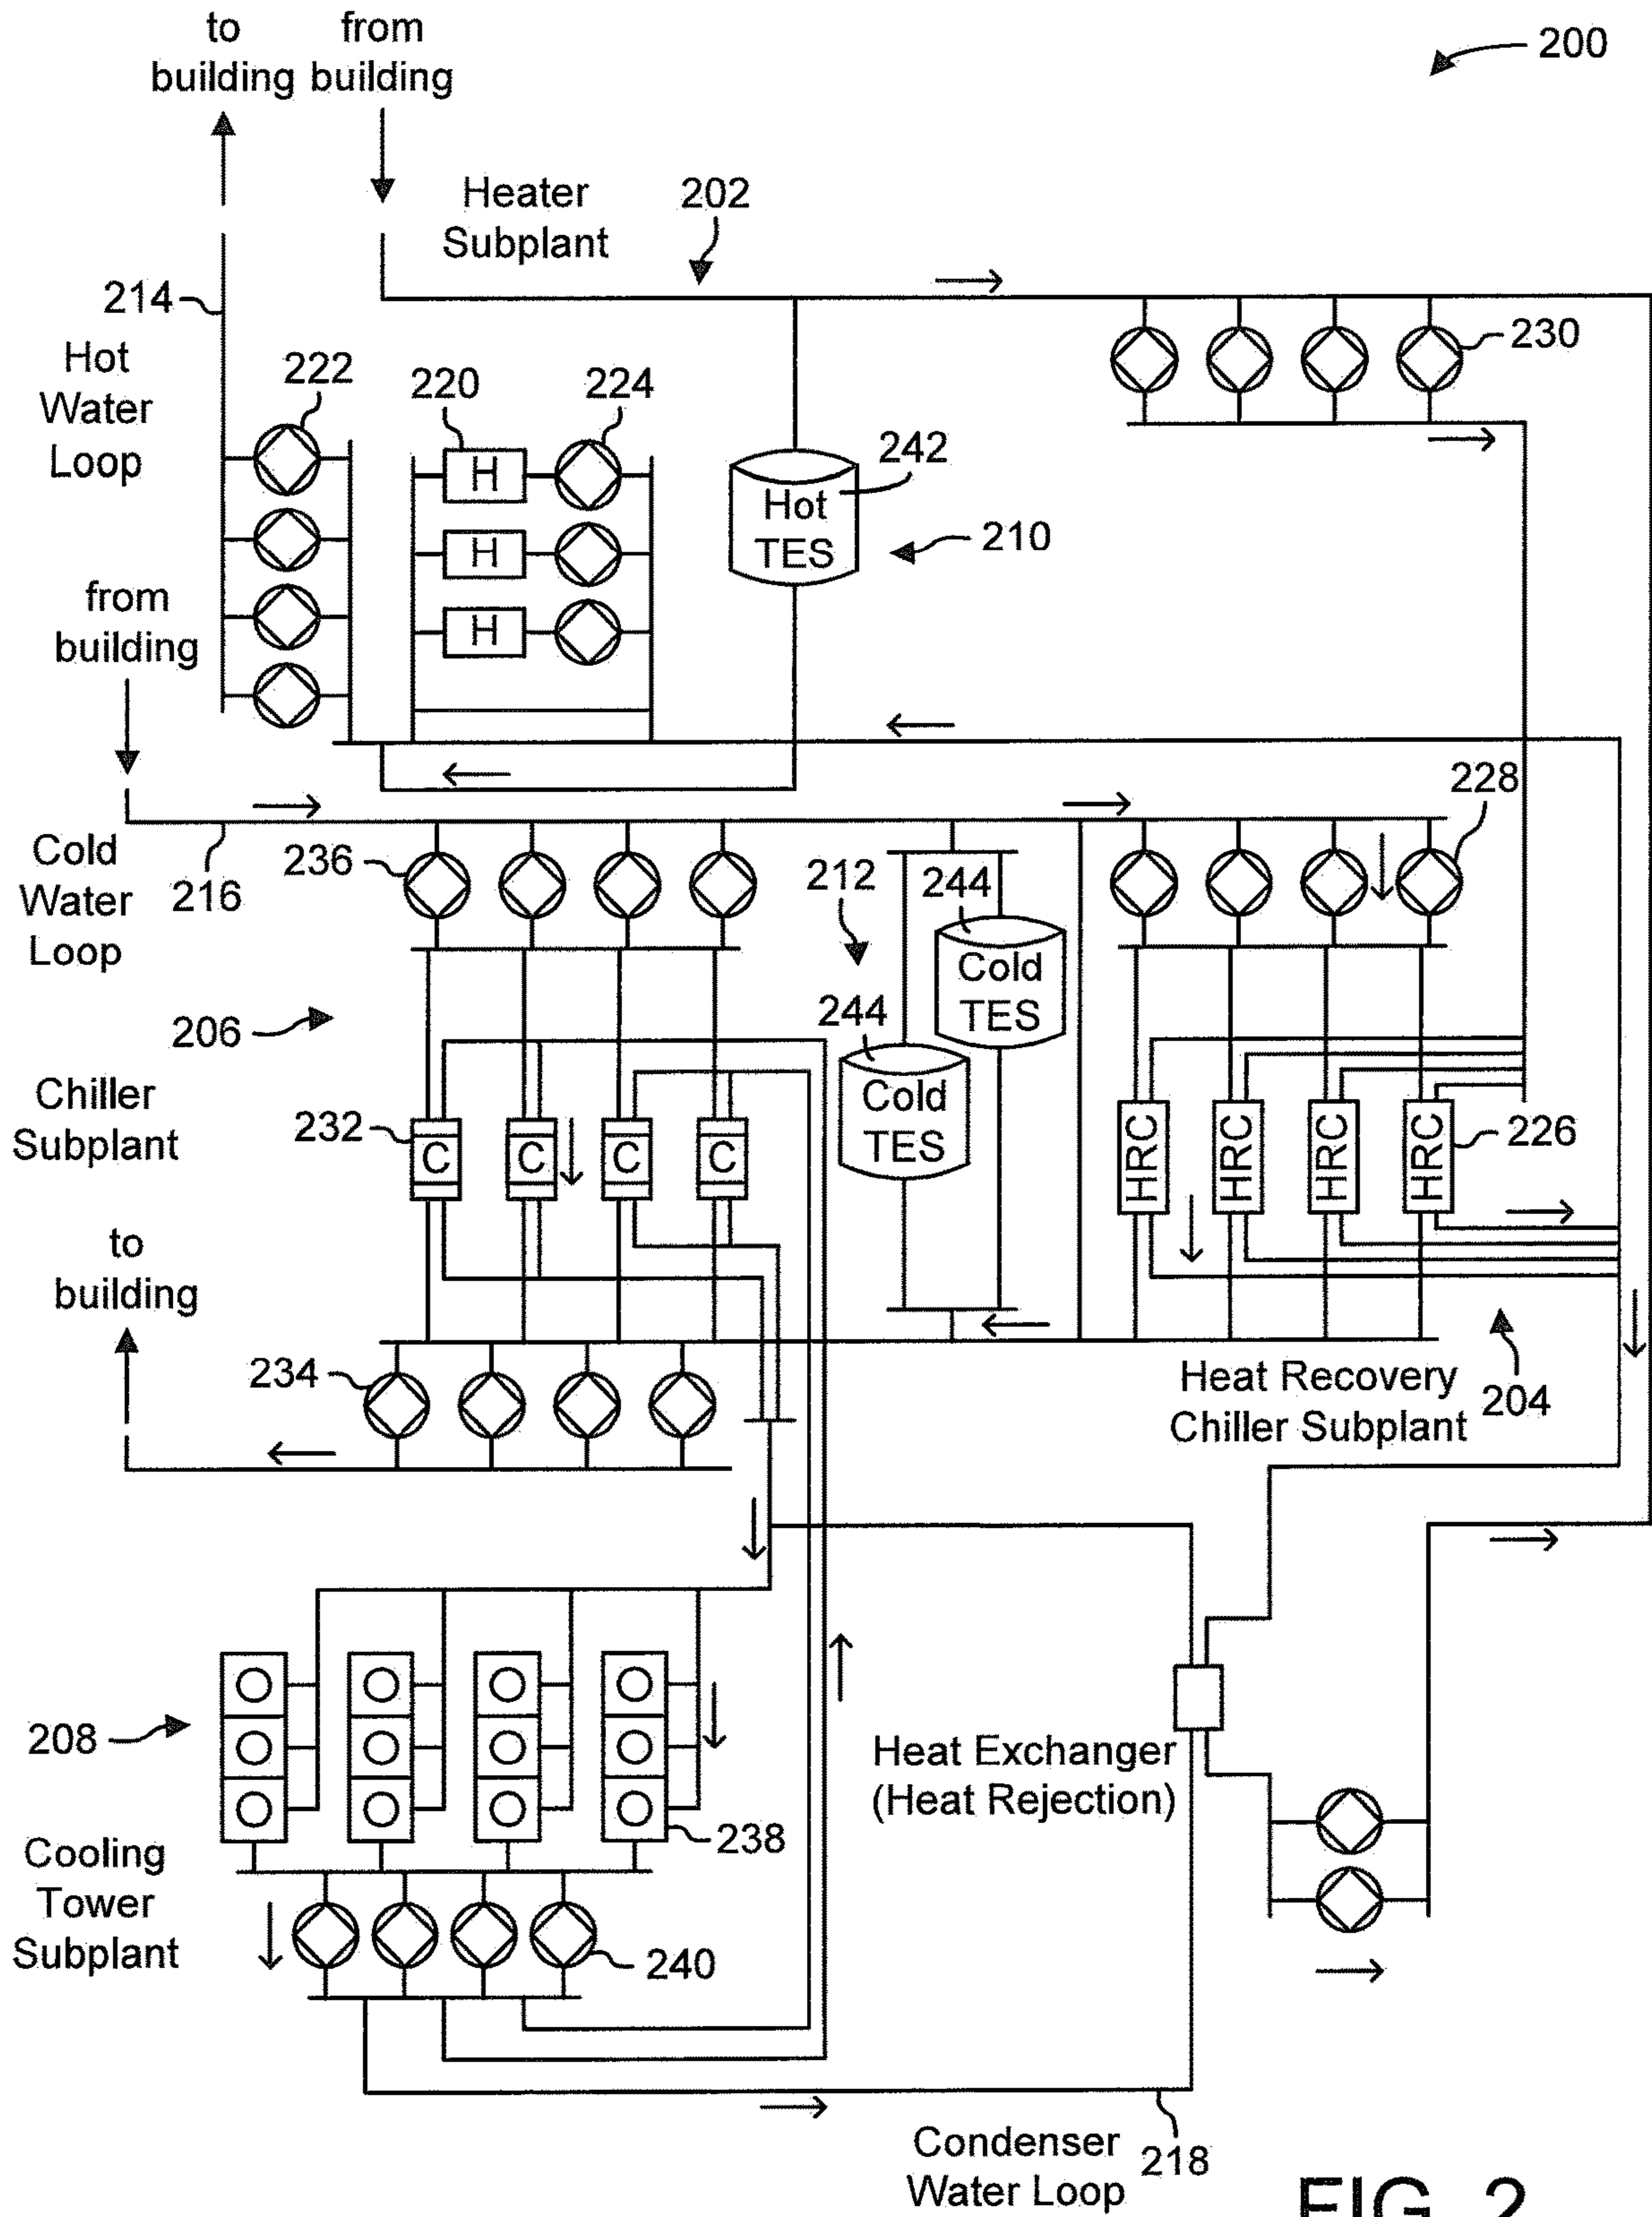 to from
building from building
200
Heater
Subplant
202
214
Hot
Water
Loop
222
220
224
230
H
H
H
242
Hot
TES
210
from
building
228
Cold
Water
Loop
216
236
212
244
Cold
TES
244
Cold
TES
206
Chiller
Subplant
232
C C C C
HRC HRC HRC HRC
226
to
building
234
Heat Recovery
Chiller Subplant
204
208
Heat Exchanger
(Heat Rejection)
238
Cooling
Tower
Subplant
240
Condenser
Water Loop
218
FIG. 2